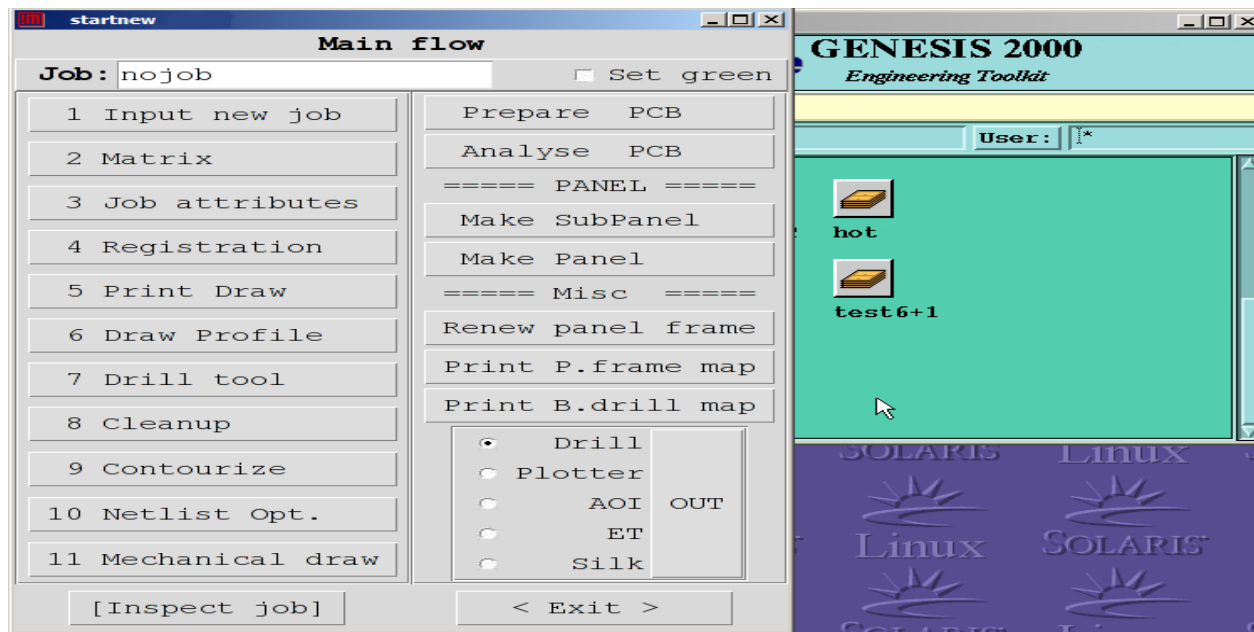 startnew
Main flow
Job: nojob
Set green
1 Input new job
2 Matrix
3 Job attributes
4 Registration
5 Print Draw
6 Draw Profile
7 Drill tool
8 Cleanup
9 Contourize
10 Netlist Opt.
11 Mechanical draw
[Inspect job]
Prepare PCB
Analyse PCB
===== PANEL =====
Make SubPanel
Make Panel
===== Misc =====
Renew panel frame
Print P.frame map
Print B.drill map
Drill
Plotter
AOI
ET
Silk
OUT
< Exit >
GENESIS 2000
Engineering Toolkit
User: *
hot
test6+1
SOLARIS Linux
Linux SOLARIS